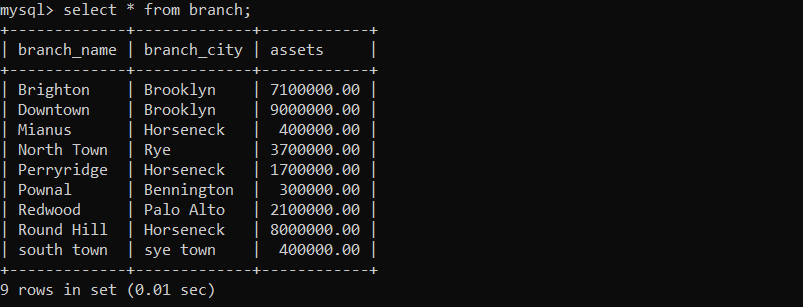 mysql> select * from branch;
+-------------+-------------+------------+
| branch_name | branch_city | assets     |
+-------------+-------------+------------+
| Brighton    | Brooklyn    | 7100000.00 |
| Downtown    | Brooklyn    | 9000000.00 |
| Mianus      | Horseneck   |  400000.00 |
| North Town  | Rye         | 3700000.00 |
| Perryridge  | Horseneck   | 1700000.00 |
| Pownal      | Bennington  |  300000.00 |
| Redwood     | Palo Alto   | 2100000.00 |
| Round Hill  | Horseneck   | 8000000.00 |
| south town  | sye town    |  400000.00 |
+-------------+-------------+------------+
9 rows in set (0.01 sec)